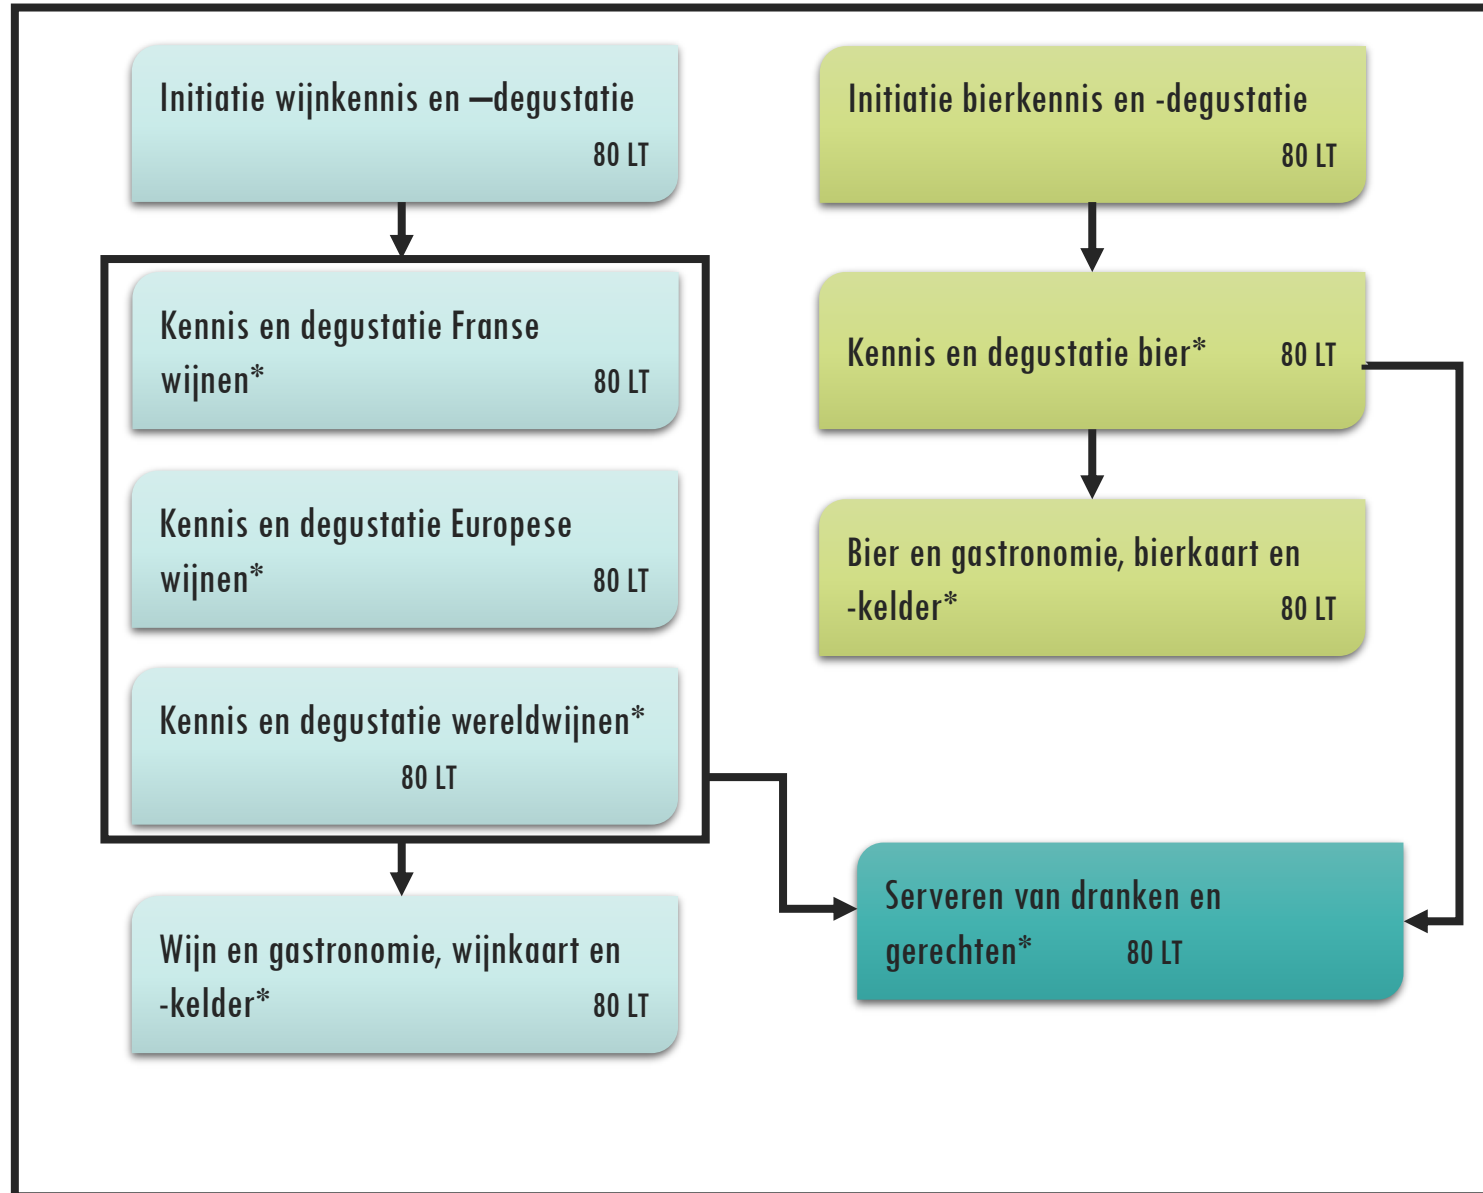 Initiatie wijnkennis en –degustatie
80 LT
Kennis en degustatie Franse
wijnen* 80 LT
Kennis en degustatie Europese
wijnen* 80 LT
Kennis en degustatie wereldwijnen*
80 LT
Wijn en gastronomie, wijnkaart en
-kelder* 80 LT
Initiatie bierkennis en -degustatie
80 LT
Kennis en degustatie bier* 80 LT
Bier en gastronomie, bierkaart en
-kelder* 80 LT
Serveren van dranken en
gerechten* 80 LT